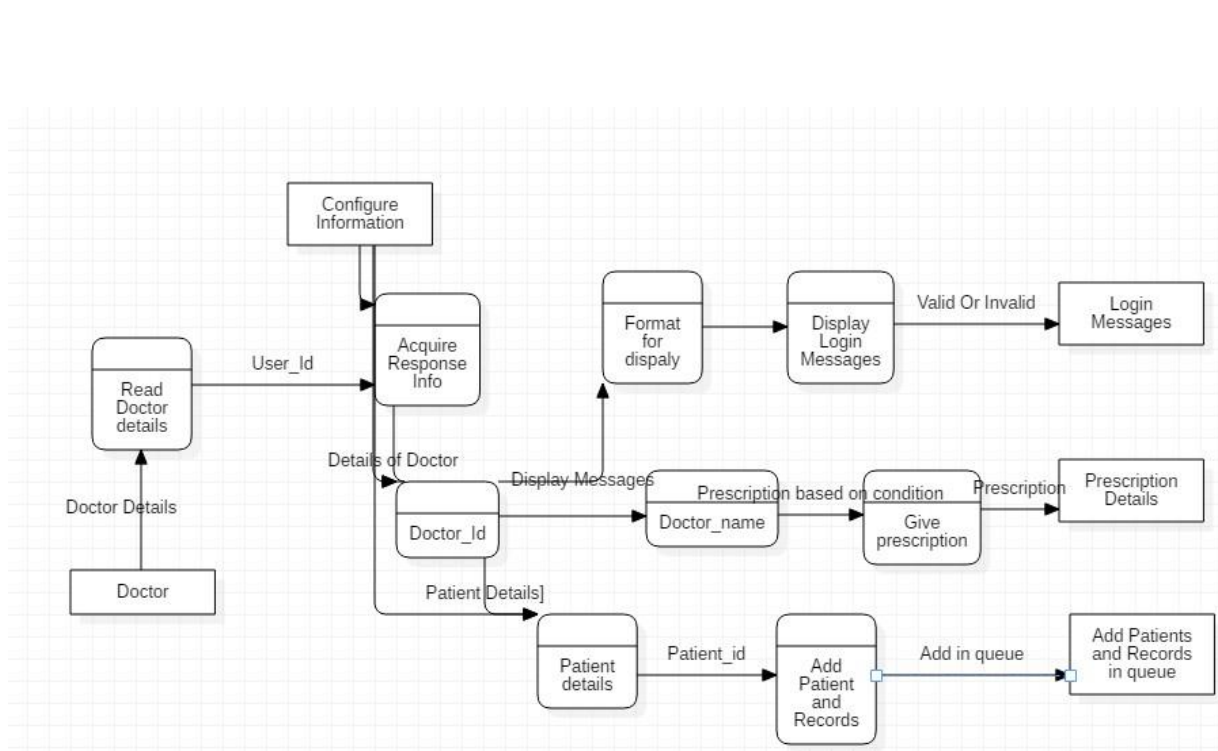 Configure
Information
Acquire
Response
Info
Read
Doctor
details
User_Id
Doctor Details
Doctor
Details of Doctor
Format
for
dispaly
Display
Login
Messages
Valid Or Invalid
Login
Messages
Display Messages
Doctor_Id
Doctor_name
Prescription based on condition
Give
prescription
Prescription
Prescription
Details
Patient Details]
Patient
details
Patient_id
Add
Patient
and
Records
Add in queue
Add Patients
and Records
in queue